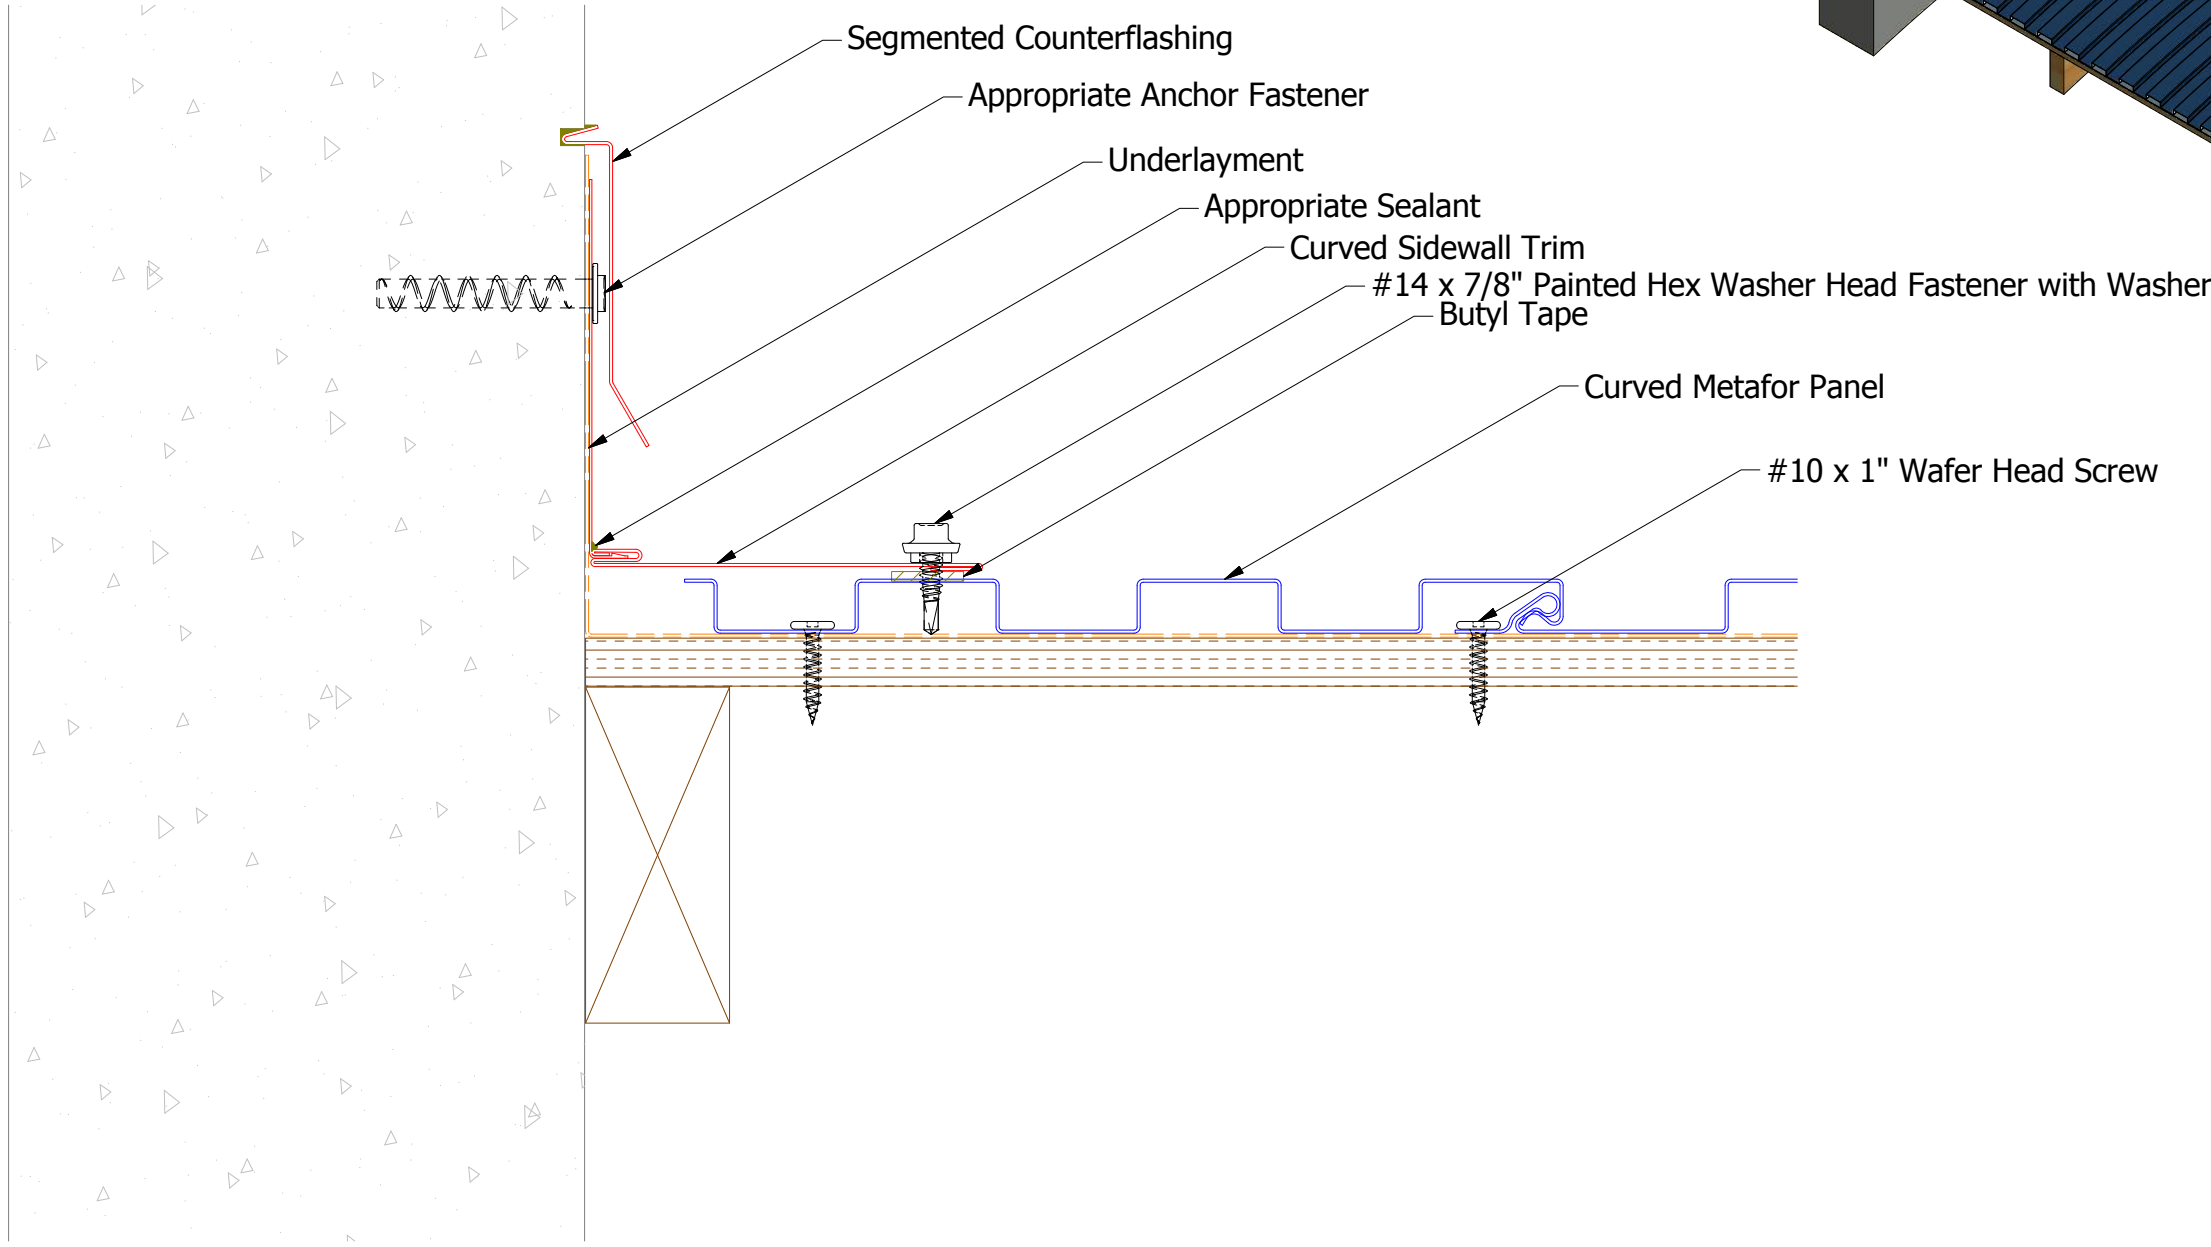 Segmented Counterflashing
Appropriate Anchor Fastener
Underlayment
Appropriate Sealant
Curved Sidewall Trim
#14 x 7/8" Painted Hex Washer Head Fastener with Washer
Butyl Tape
Curved Metafor Panel
#10 x 1" Wafer Head Screw